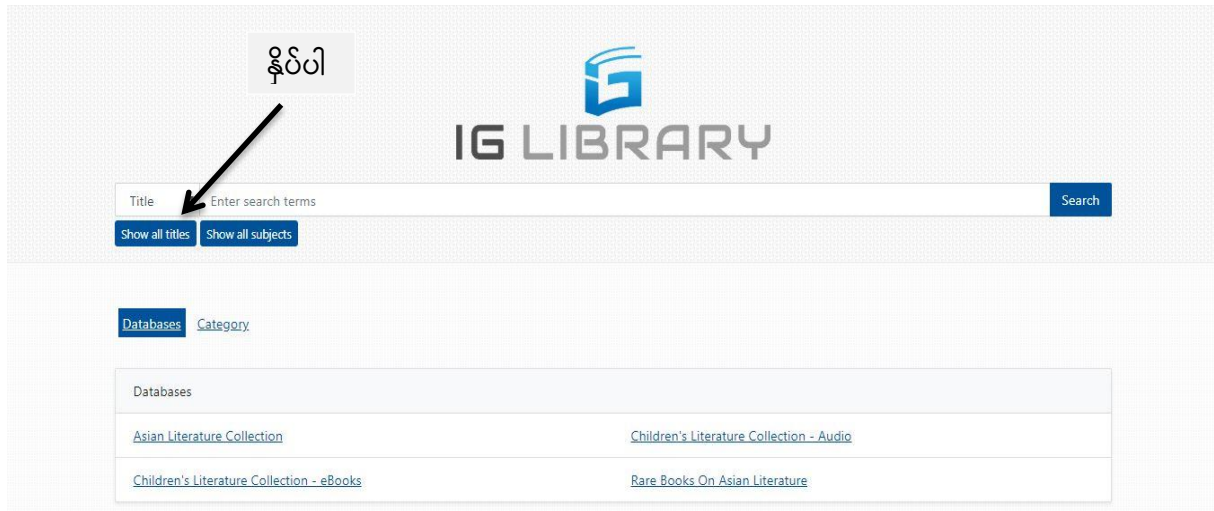 နှိပ်ပါ
IG LIBRARY
Title Enter search terms Search
Show all titles Show all subjects
Databases Category
Databases
Asian Literature Collection Children's Literature Collection - Audio
Children's Literature Collection - eBooks Rare Books On Asian Literature